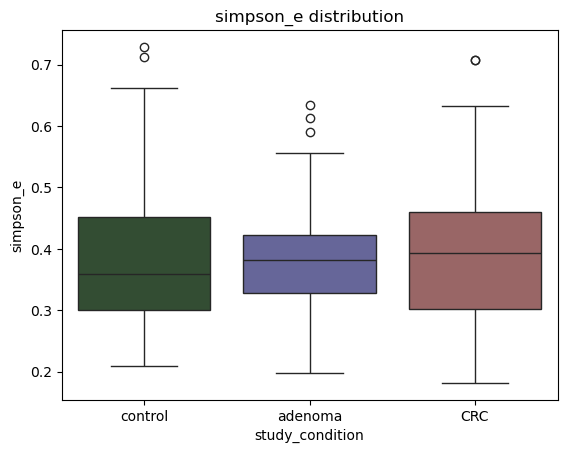 simpson_e distribution
simpson_e
0.7
0.6
0.5
0.4
0.3
0.2
control
adenoma
CRC
study_condition